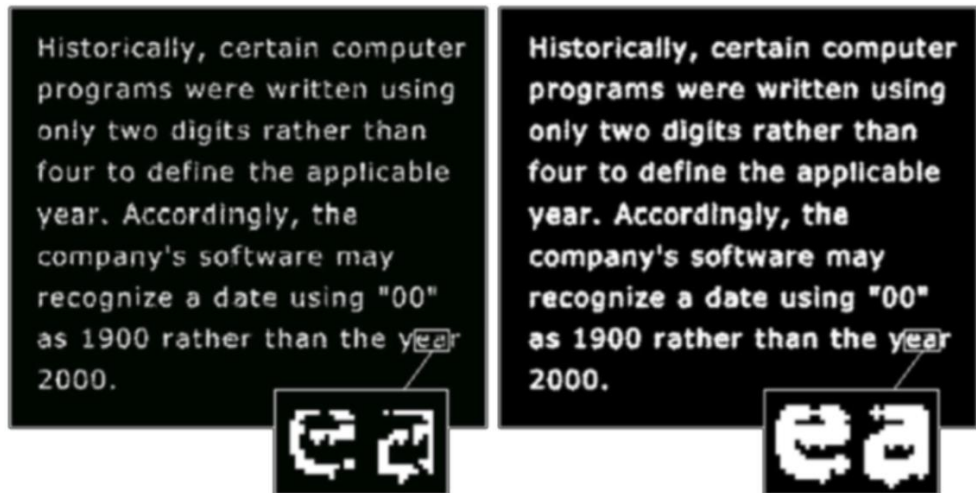 Historically, certain computer
programs were written using
only two digits rather than
four to define the applicable
year. Accordingly, the
company's software may
recognize a date using "00"
as 1900 rather than the year
2000.
ea
Historically, certain computer
programs were written using
only two digits rather than
four to define the applicable
year. Accordingly, the
company's software may
recognize a date using "00"
as 1900 rather than the year
2000.
ea